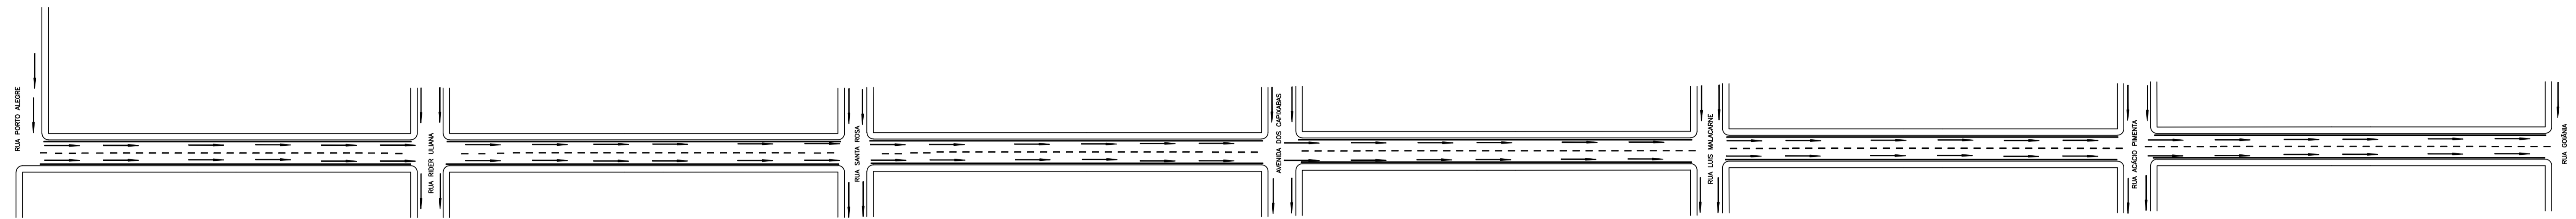 RUA PORTO ALEGRE
RUA RIDER ULIANA
RUA SANTA ROSA
AVENIDA DOS CAPIXABAS
RUA LUIS MALACARNE
RUA ACÁCIO PIMENTA
RUA GOIÂNIA